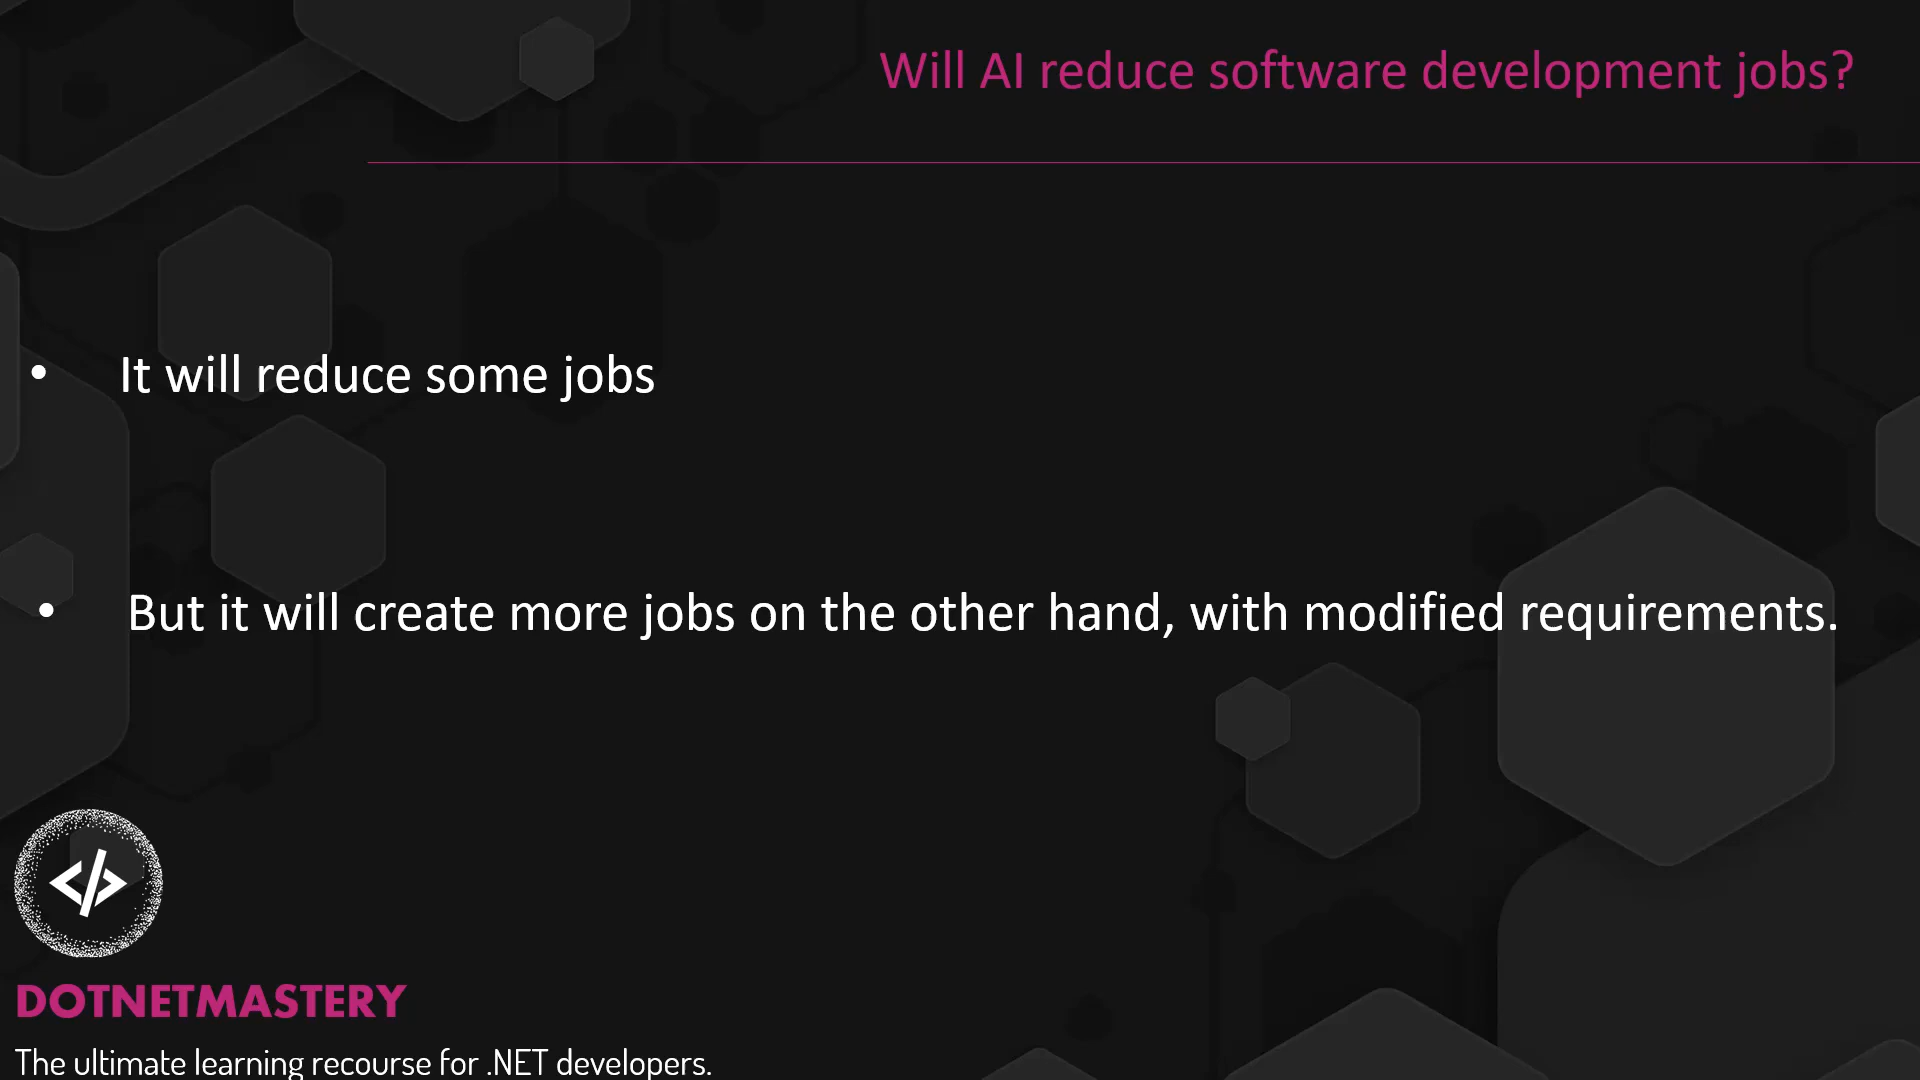 Will AI reduce software development jobs?
• It will reduce some jobs
• But it will create more jobs on the other hand, with modified requirements.
</>
DOTNETMASTERY
The ultimate learning recourse for .NET developers.